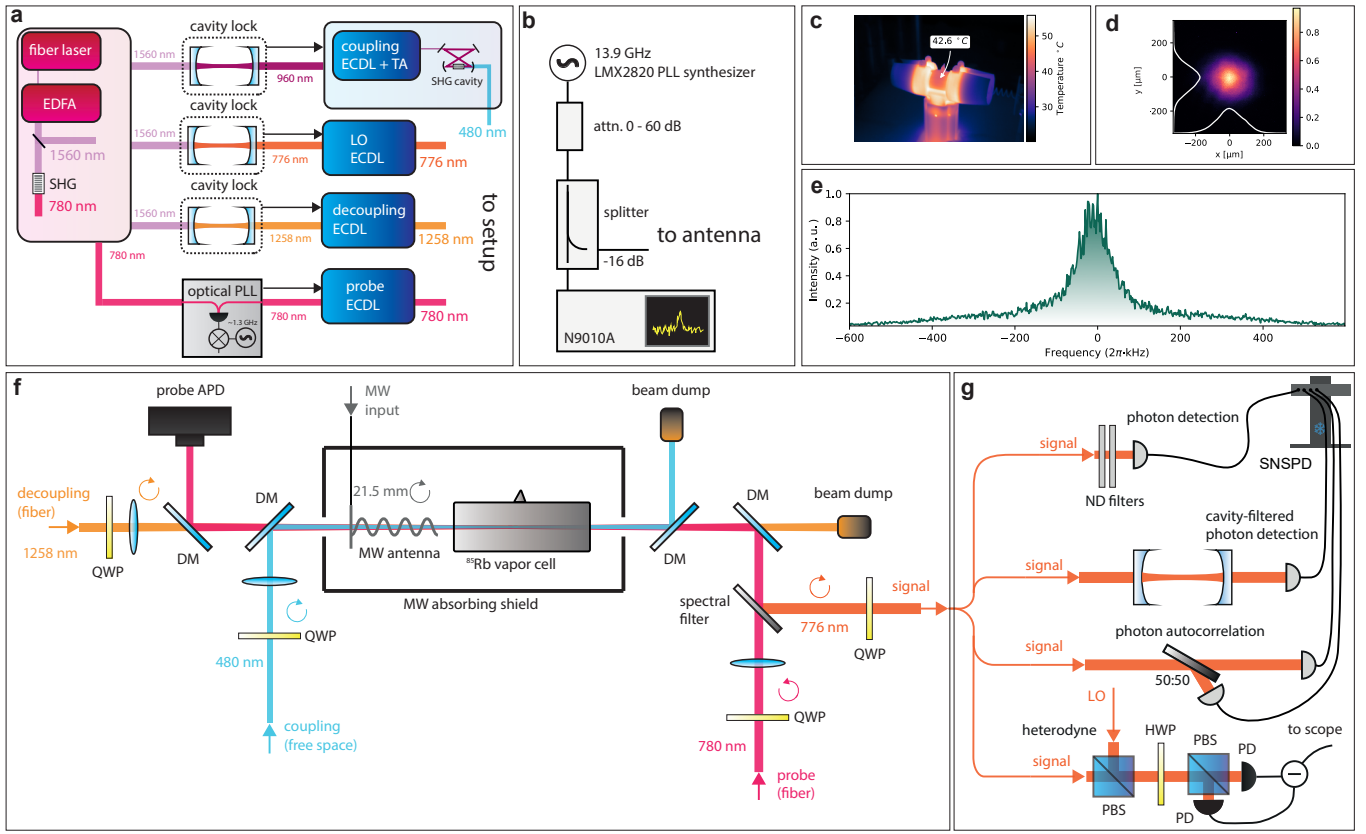 a
fiber laser
EDFA
1560 nm
SHG
780 nm
1560 nm
cavity lock
960 nm
coupling
ECDL + TA
SHG cavity
480 nm
1560 nm
cavity lock
776 nm
LO
ECDL
776 nm
1560 nm
cavity lock
1258 nm
decoupling
ECDL
1258 nm
780 nm
optical PLL
~1.3 GHz
780 nm
probe
ECDL
780 nm
to setup
b
13.9 GHz
LMX2820 PLL synthesizer
attn. 0 - 60 dB
splitter
to antenna
-16 dB
N9010A
c
42.6 °C
50
40
30
Temperature °C
d
200
0
-200
y [µm]
-200
0
200
x [µm]
0.8
0.6
0.4
0.2
0.0
e
1.0
0.8
0.6
0.4
0.2
Intensity (a. u.)
-600
-400
-200
0
200
400
600
Frequency (2π•kHz)
f
probe APD
MW
input
beam dump
decoupling
(fiber)
1258 nm
QWP
DM
DM
21.5 mm
MW antenna
85Rb vapor cell
MW absorbing shield
DM
DM
beam dump
480 nm
QWP
coupling
(free space)
spectral
filter
776 nm
QWP
signal
QWP
780 nm
probe
(fiber)
g
photon detection
signal
ND filters
SNSPD
cavity-filtered
photon detection
signal
photon autocorrelation
signal
50:50
LO
heterodyne
HWP
PBS
PD
to scope
signal
PBS
PD